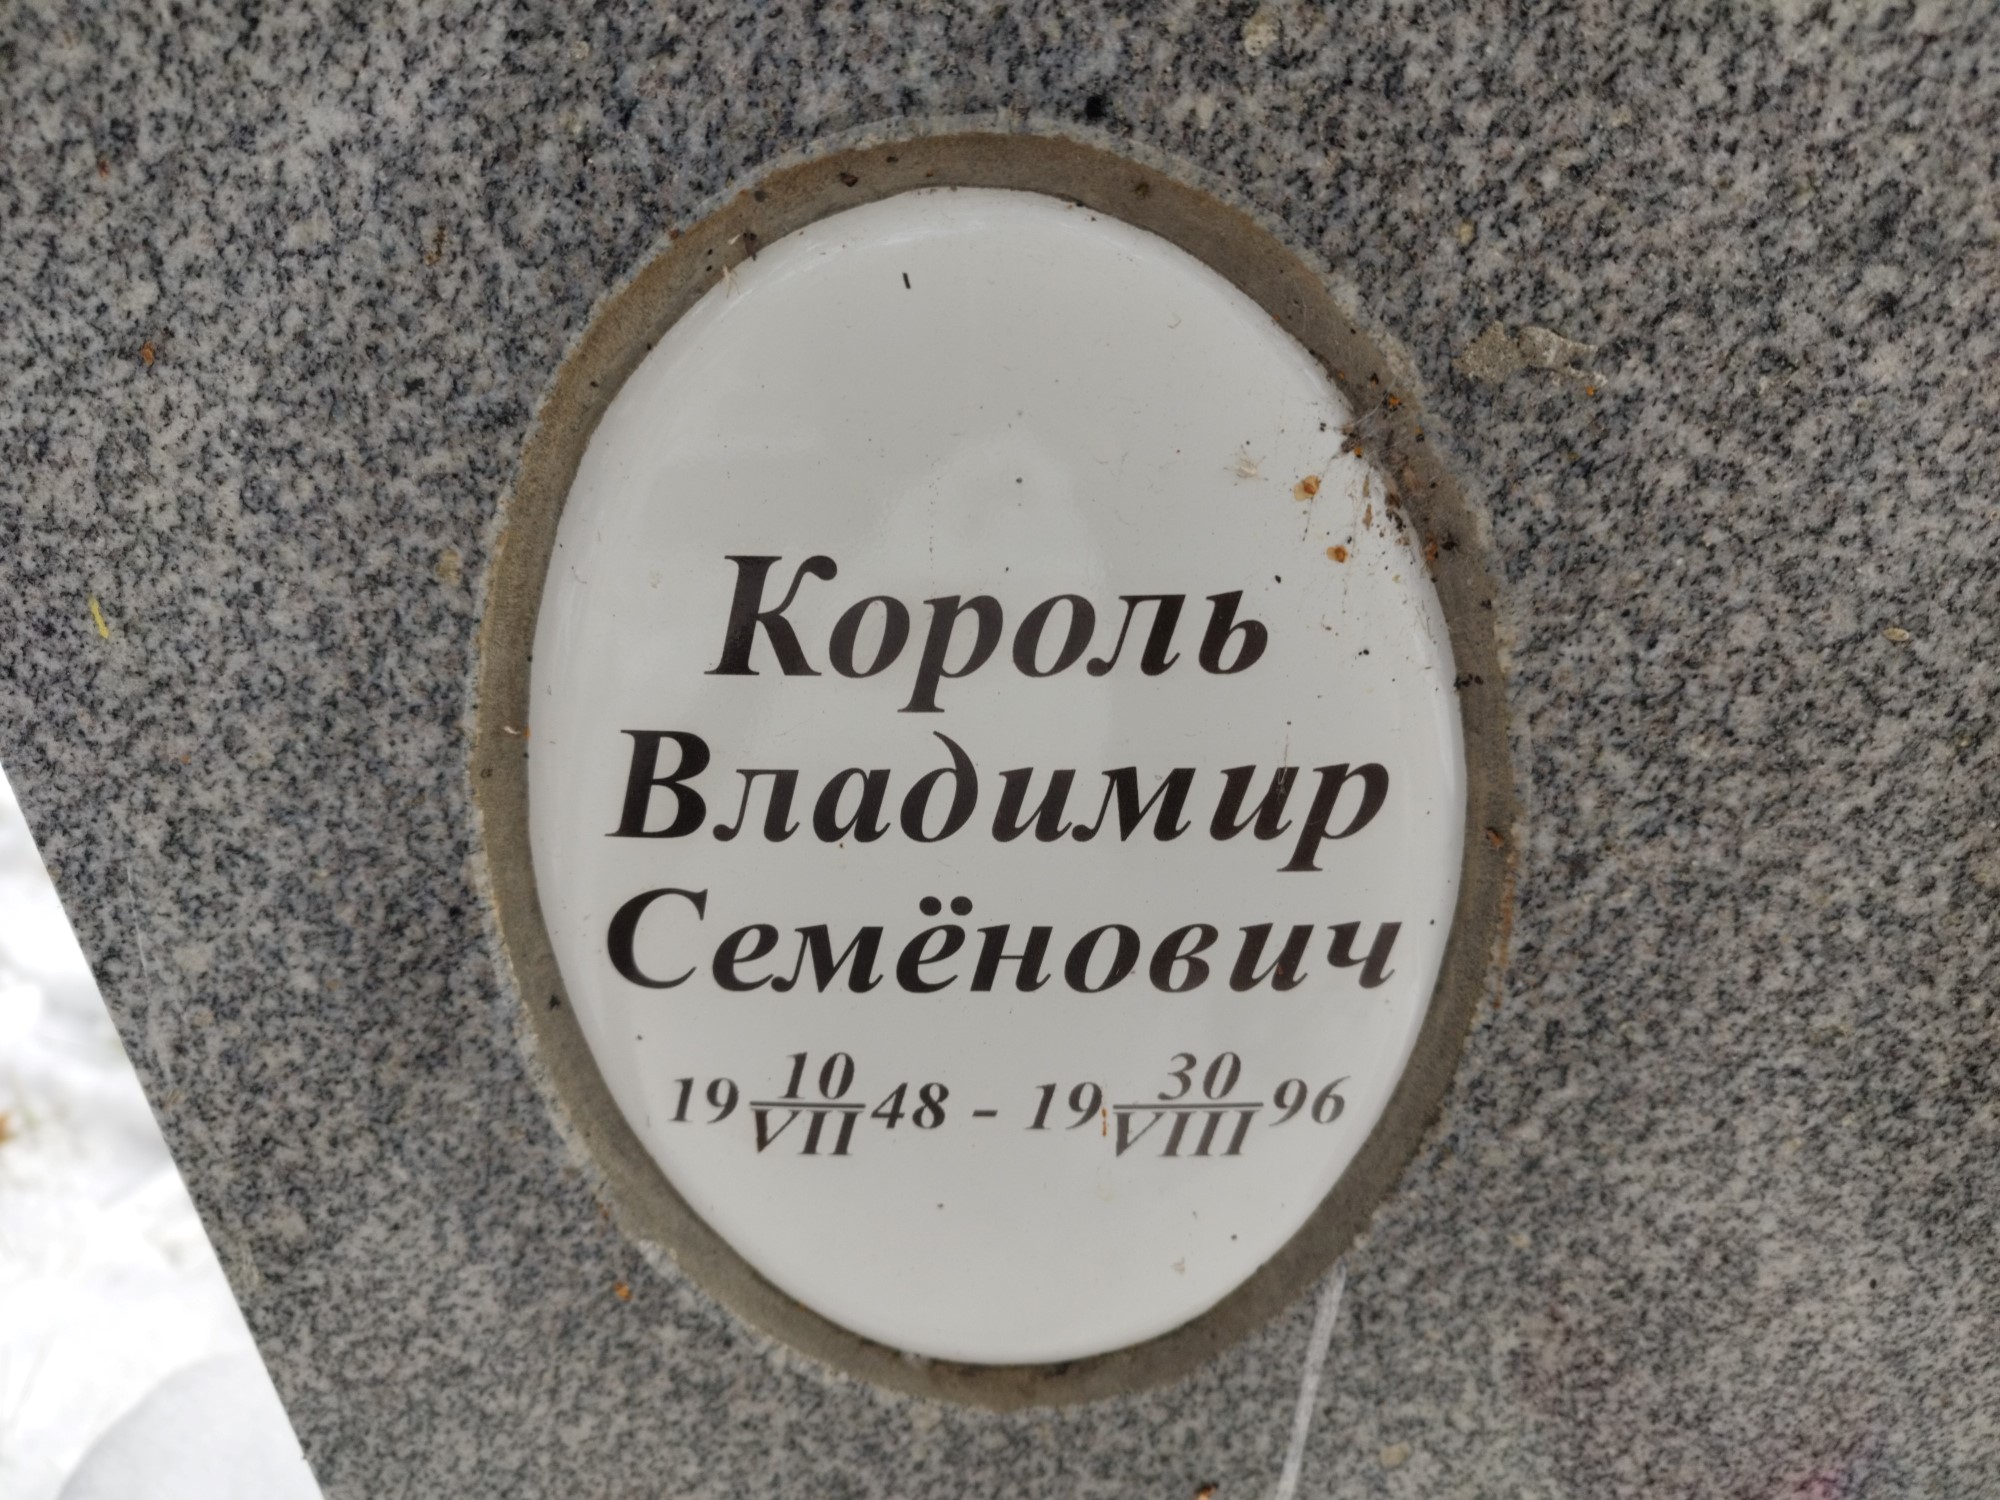 Король
Владимир
Семёнович
19 10/VII 48 - 19 30/VIII 96